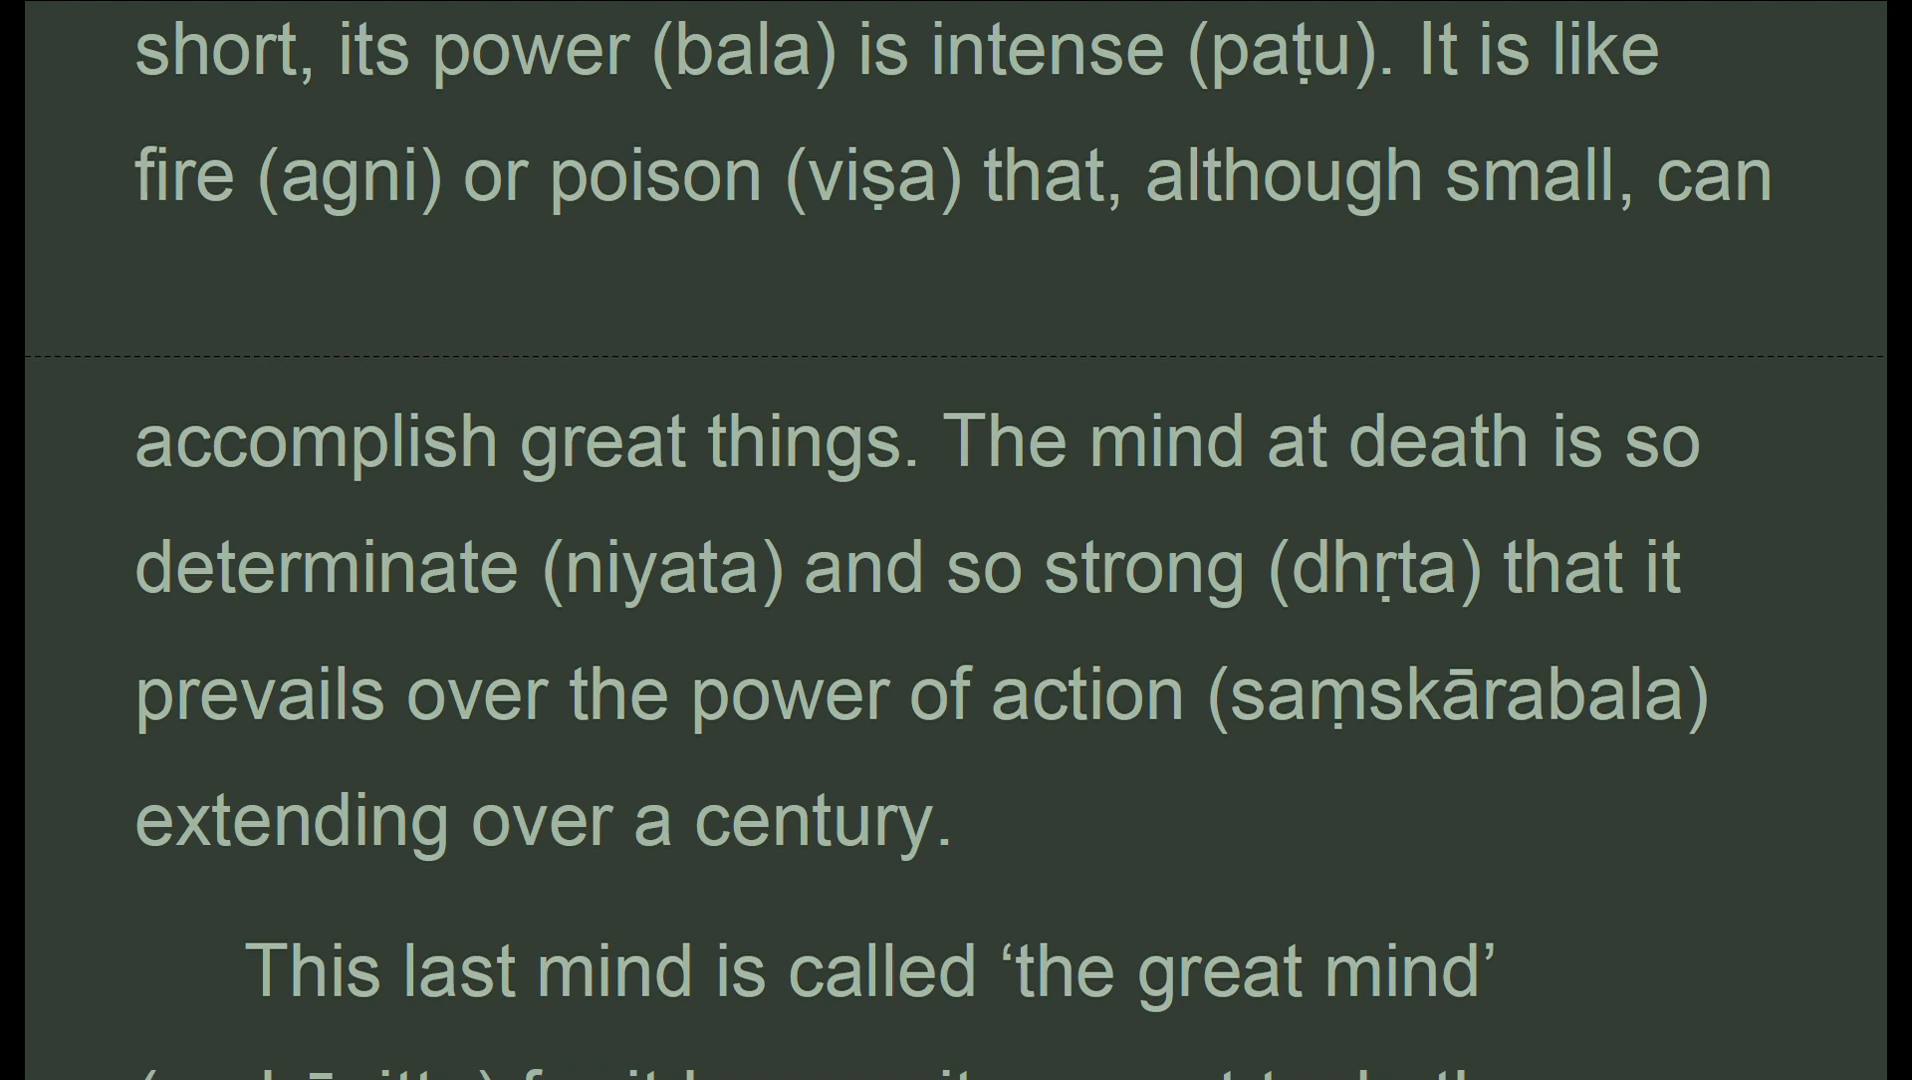 short, its power (bala) is intense (paṭu). It is like
fire (agni) or poison (viṣa) that, although small, can
accomplish great things. The mind at death is so
determinate (niyata) and so strong (dhṛta) that it
prevails over the power of action (saṃskārabala)
extending over a century.
This last mind is called ‘the great mind’